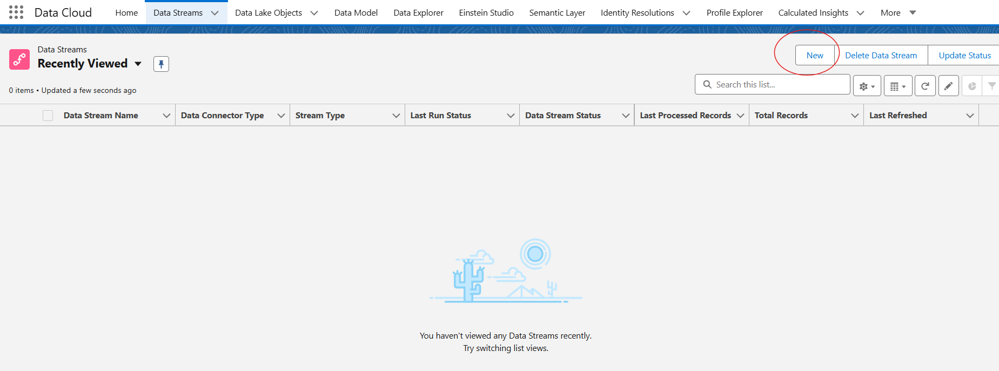 Data Cloud Home Data Streams Data Lake Objects Data Model Data Explorer Einstein Studio Semantic Layer Identity Resolutions Profile Explorer Calculated Insights More
Data Streams
Recently Viewed
New Delete Data Stream Update Status
Search this list...
0 items • Updated a few seconds ago
Data Stream Name Data Connector Type Stream Type Last Run Status Data Stream Status Last Processed Records Total Records Last Refreshed
You haven't viewed any Data Streams recently.
Try switching list views.